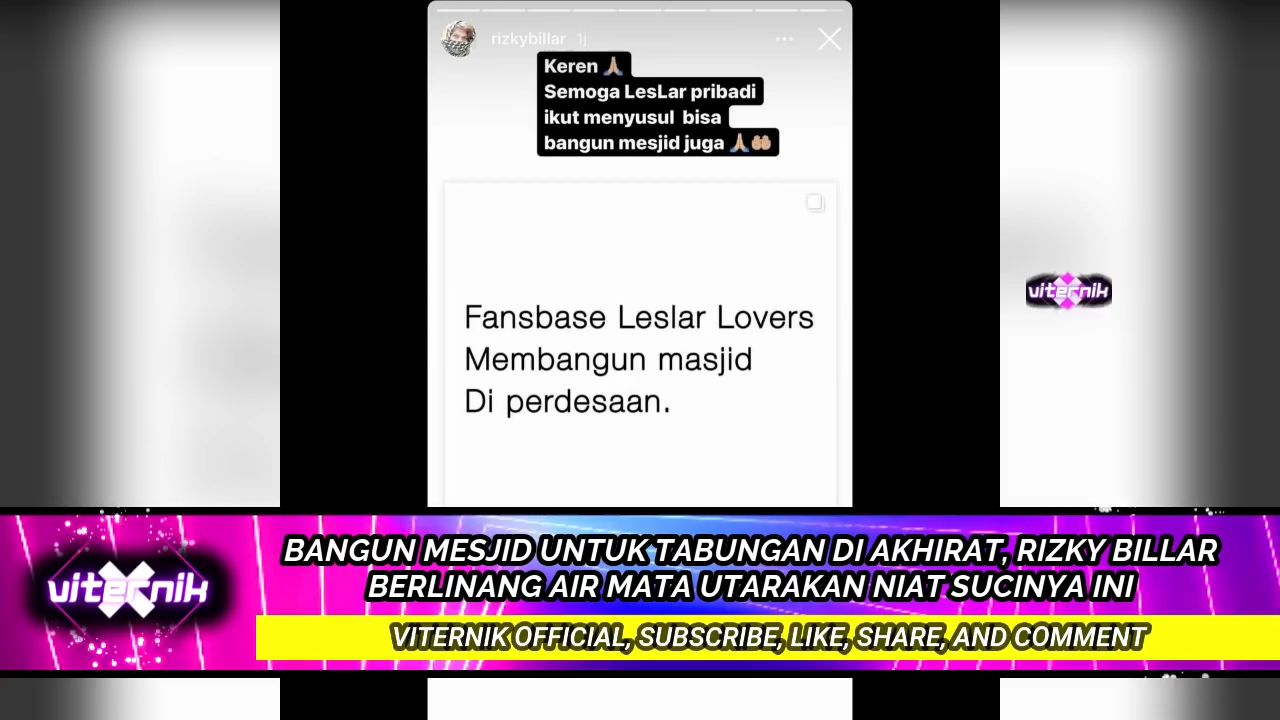 rizkybillar 1j
Keren 🙏🏼
Semoga LesLar pribadi
ikut menyusul bisa
bangun mesjid juga 🙏🏼🤲🏼
Fansbase Leslar Lovers
Membangun masjid
Di perdesaan.
viternik
BANGUN MESJID UNTUK TABUNGAN DI AKHIRAT, RIZKY BILLAR
BERLINANG AIR MATA UTARAKAN NIAT SUCINYA INI
viternik
VITERNIK OFFICIAL, SUBSCRIBE, LIKE, SHARE, AND COMMENT